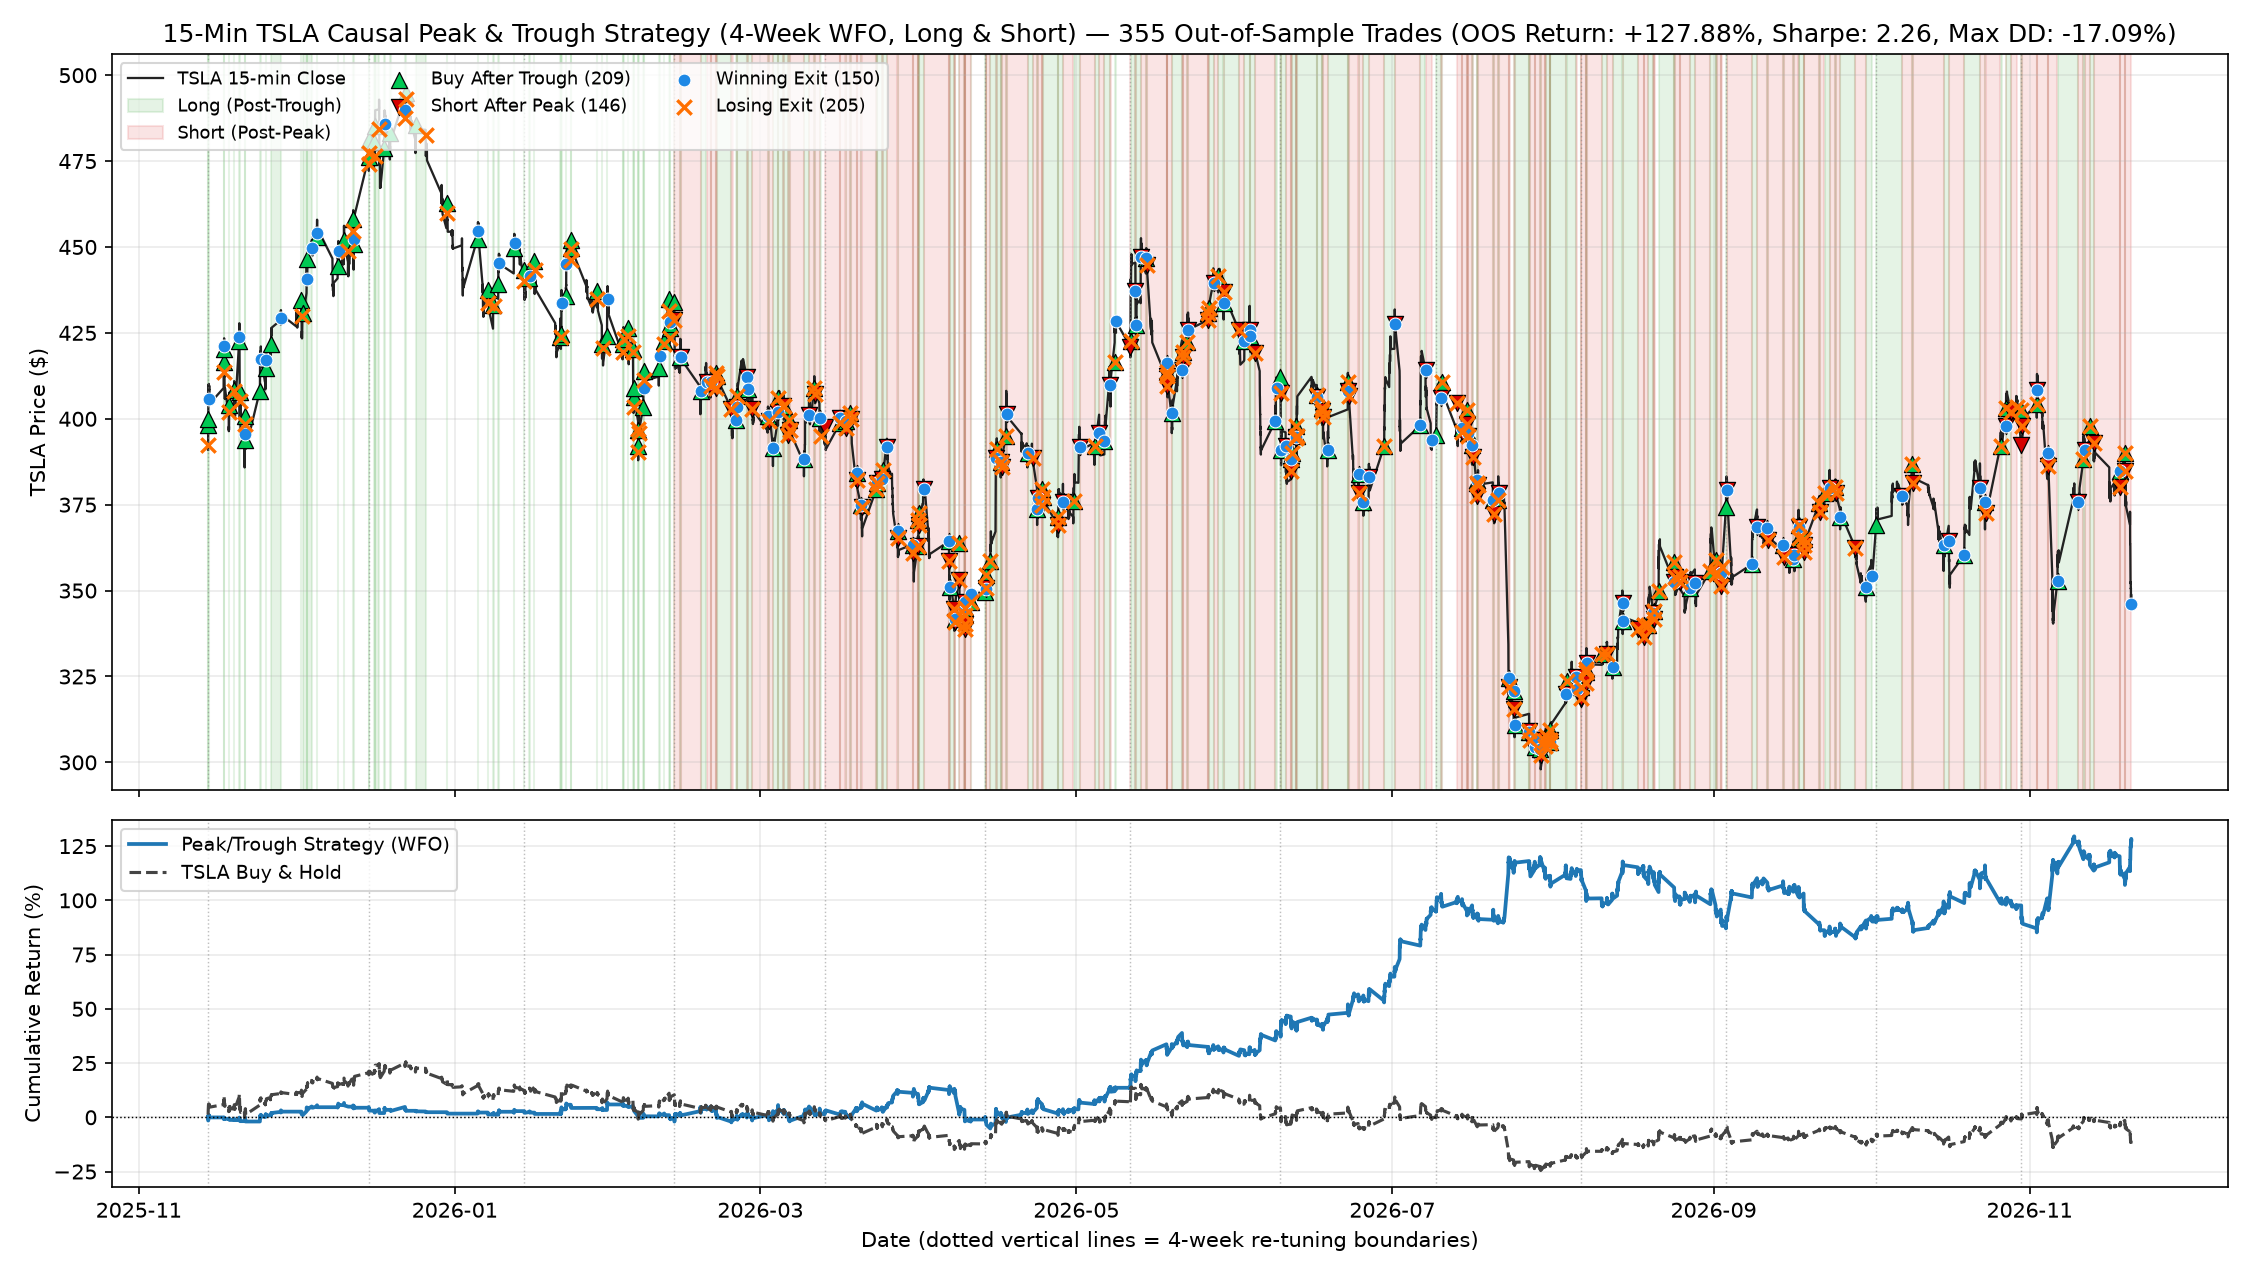 15-Min TSLA Causal Peak & Trough Strategy (4-Week WFO, Long & Short) — 355 Out-of-Sample Trades (OOS Return: +127.88%, Sharpe: 2.26, Max DD: -17.09%)
TSLA 15-min Close
Long (Post-Trough)
Short (Post-Peak)
Buy After Trough (209)
Short After Peak (146)
Winning Exit (150)
Losing Exit (205)
TSLA Price ($)
500
475
450
425
400
375
350
325
300
Peak/Trough Strategy (WFO)
TSLA Buy & Hold
Cumulative Return (%)
125
100
75
50
25
0
−25
2025-11
2026-01
2026-03
2026-05
2026-07
2026-09
2026-11
Date (dotted vertical lines = 4-week re-tuning boundaries)